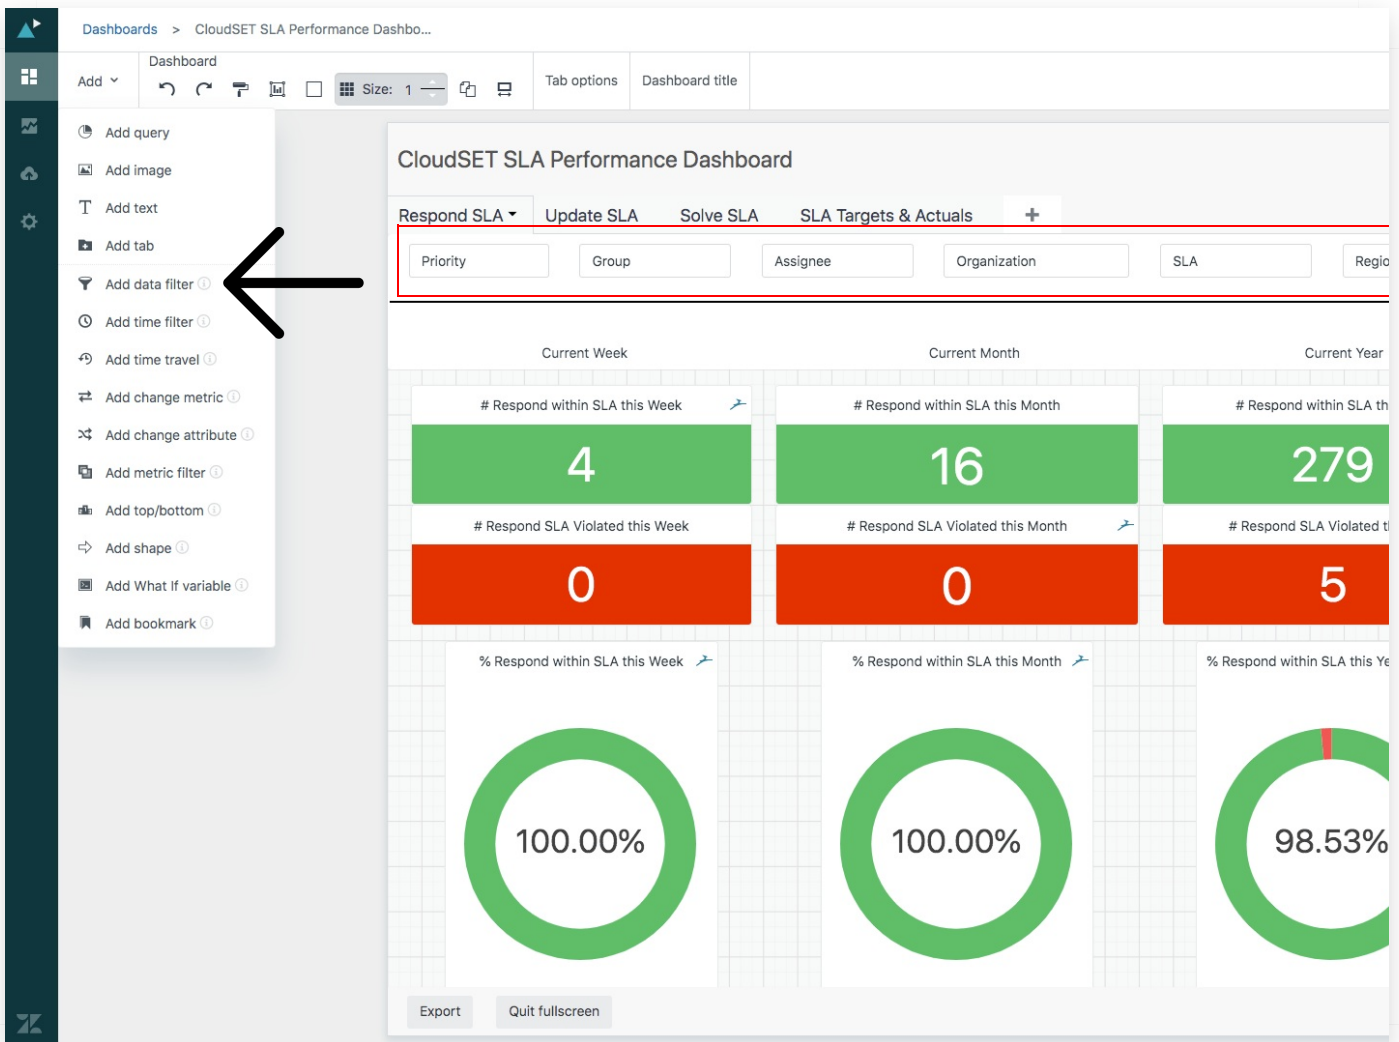 Dashboards > CloudSET SLA Performance Dashbo...
Add
Dashboard
Size: 1
Tab options
Dashboard title
Add query
Add image
Add text
Add tab
Add data filter
Add time filter
Add time travel
Add change metric
Add change attribute
Add metric filter
Add top/bottom
Add shape
Add What If variable
Add bookmark
CloudSET SLA Performance Dashboard
Respond SLA Update SLA Solve SLA SLA Targets & Actuals +
Priority Group Assignee Organization SLA Regio
Current Week Current Month Current Year
# Respond within SLA this Week # Respond within SLA this Month # Respond within SLA th
4 16 279
# Respond SLA Violated this Week # Respond SLA Violated this Month # Respond SLA Violated t
0 0 5
% Respond within SLA this Week % Respond within SLA this Month % Respond within SLA this Ye
100.00% 100.00% 98.53%
Export Quit fullscreen